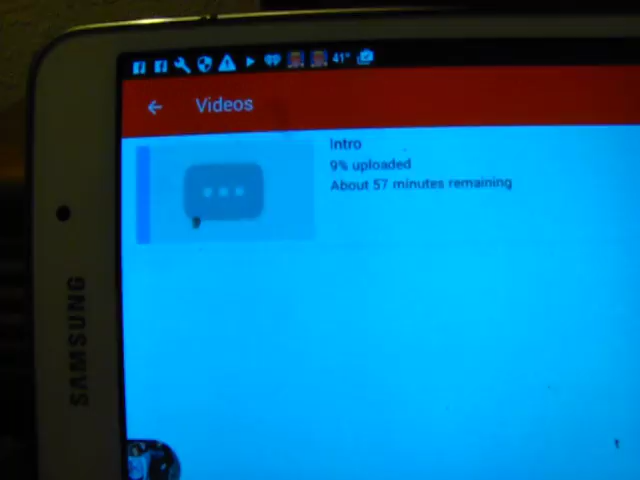 41°
Videos
Intro
9% uploaded
About 57 minutes remaining
SAMSUNG